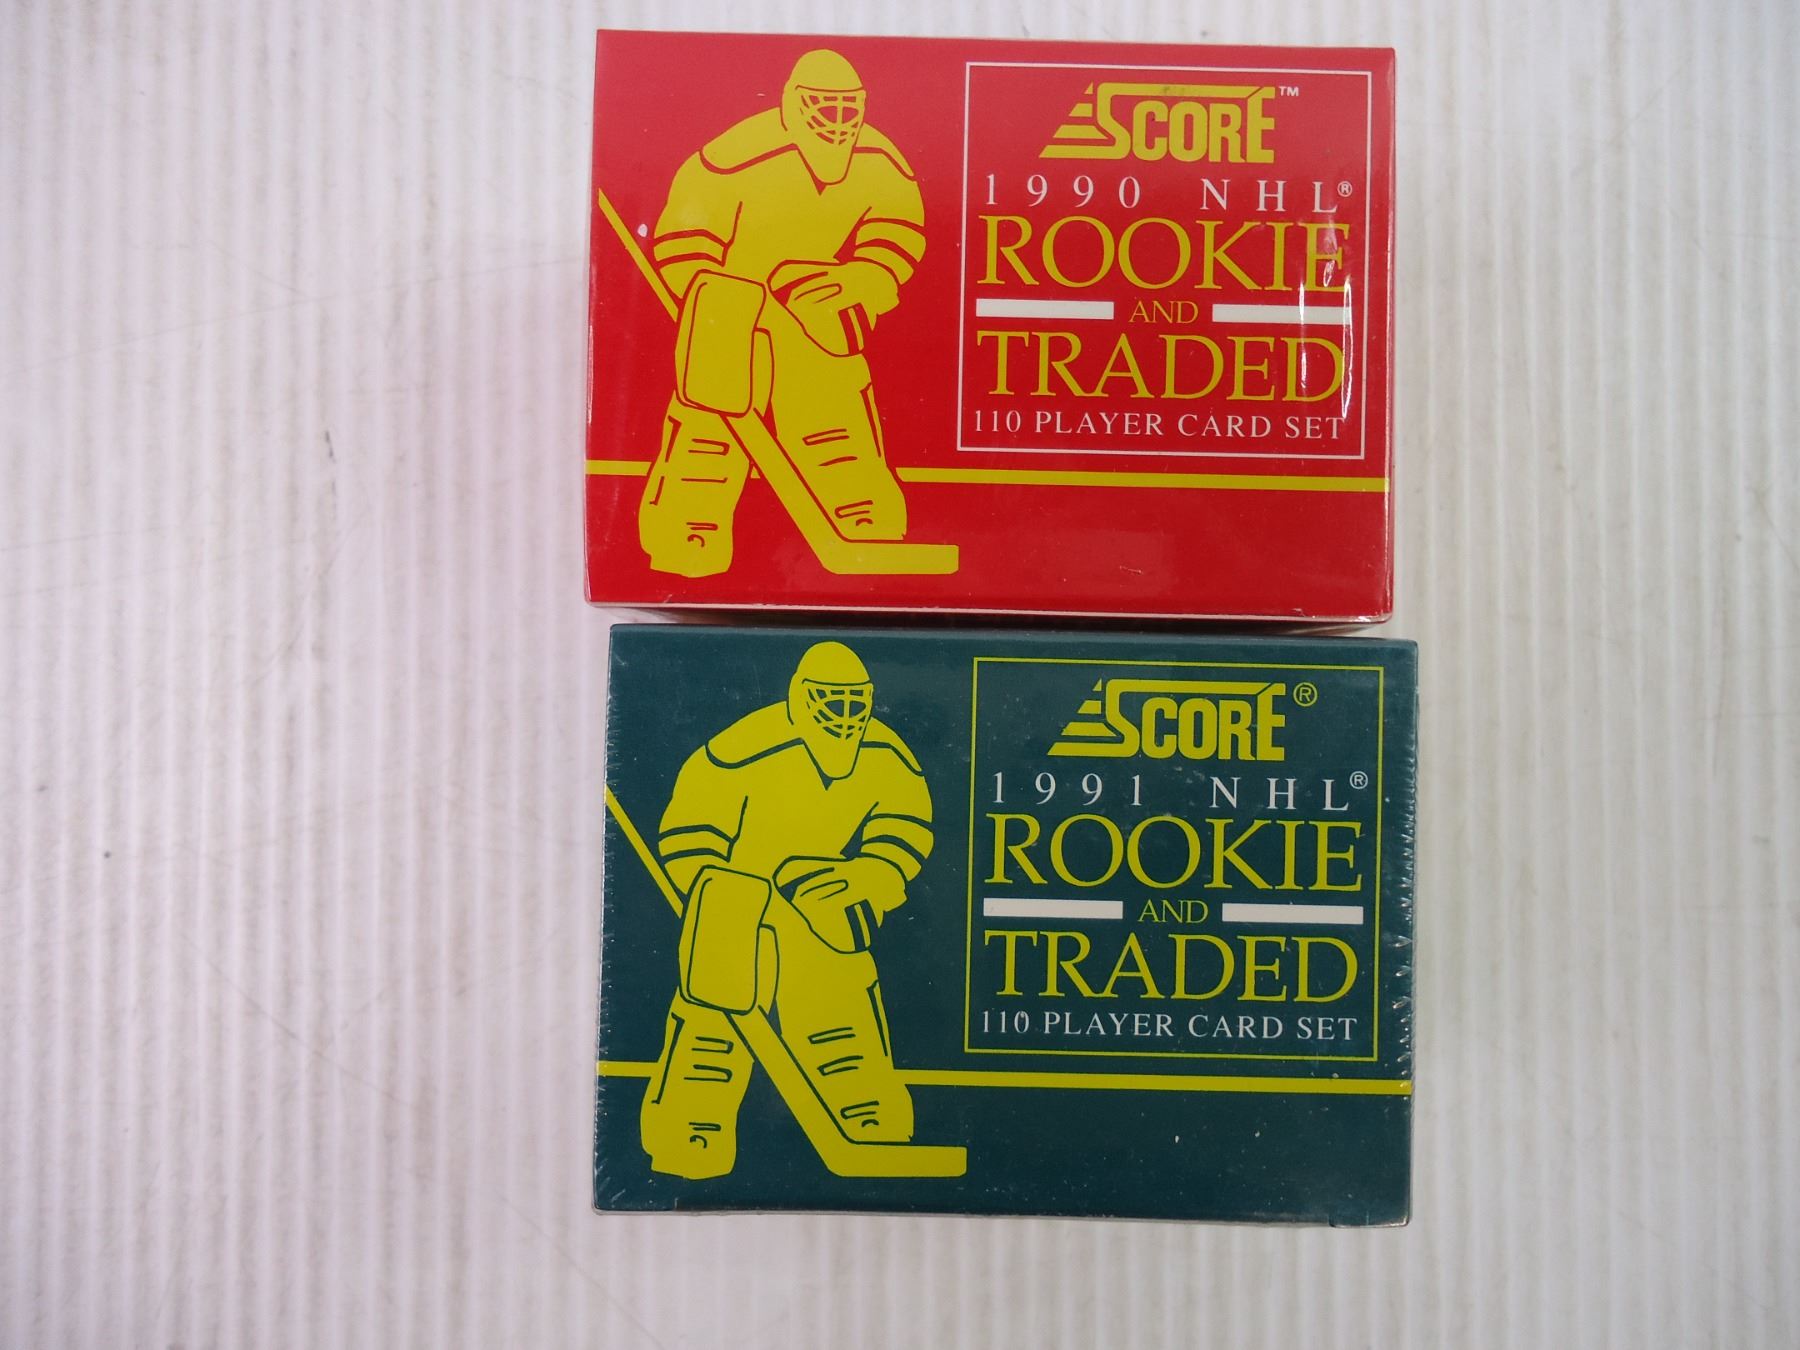 SCORE™
1990 NHL®
ROOKIE
AND
TRADED
110 PLAYER CARD SET
SCORE®
1991 NHL®
ROOKIE
AND
TRADED
110 PLAYER CARD SET